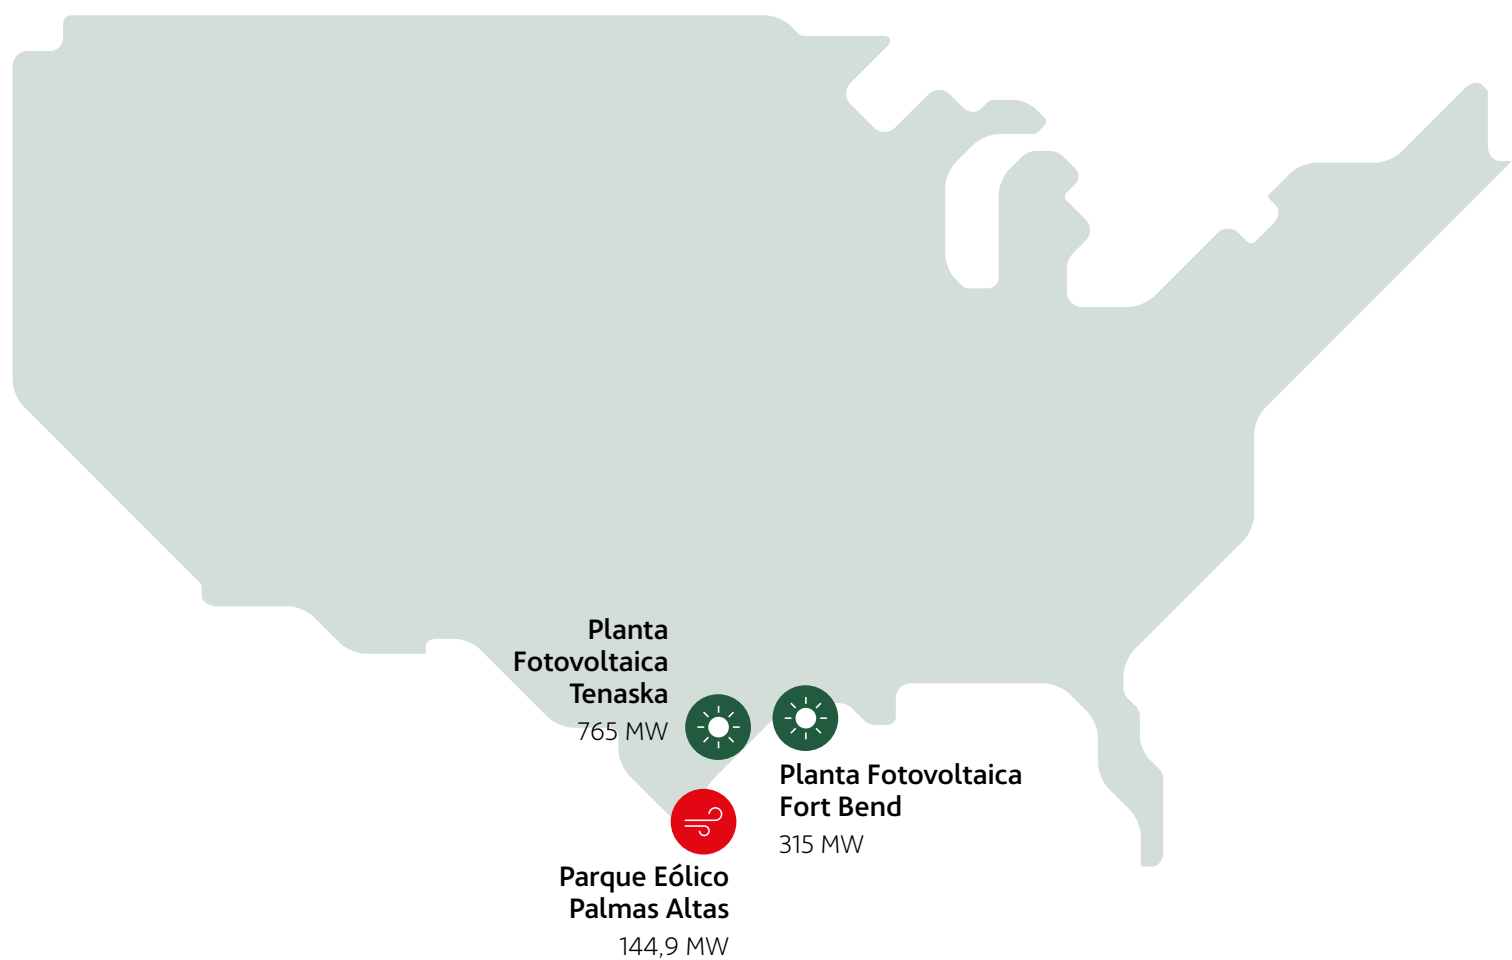 Planta
Fotovoltaica
Tenaska
765 MW
Planta Fotovoltaica
Fort Bend
315 MW
Parque Eólico
Palmas Altas
144,9 MW